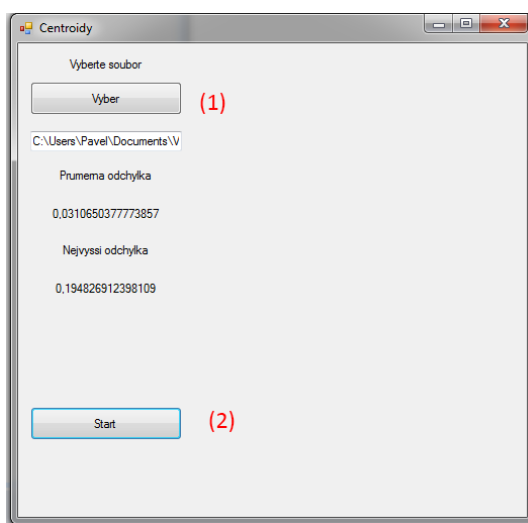 Centroidy
Vyberte soubor
Vyber (1)
C:\Users\Pavel\Documents\V
Prumerna odchylka
0,0310650377773857
Nejvyssi odchylka
0,194826912398109
Start (2)